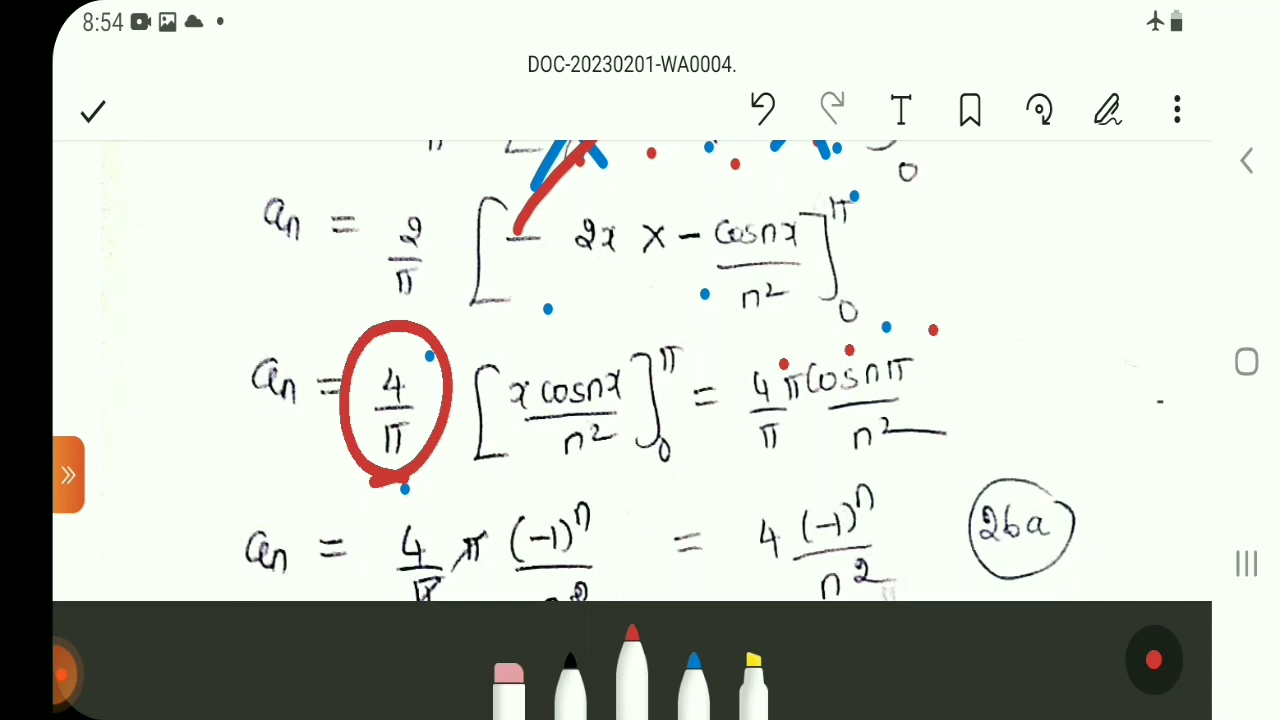 8:54
DOC-20230201-WA0004.
π [ ]0
an = 2/π [ - 2x x - cosnx/n² ]0^π
an = 4/π [ x cosnx/n² ]0^π = 4/π π cosnπ/n²
an = 4/π π (-1)^n/n² = 4 (-1)^n/n² 26a